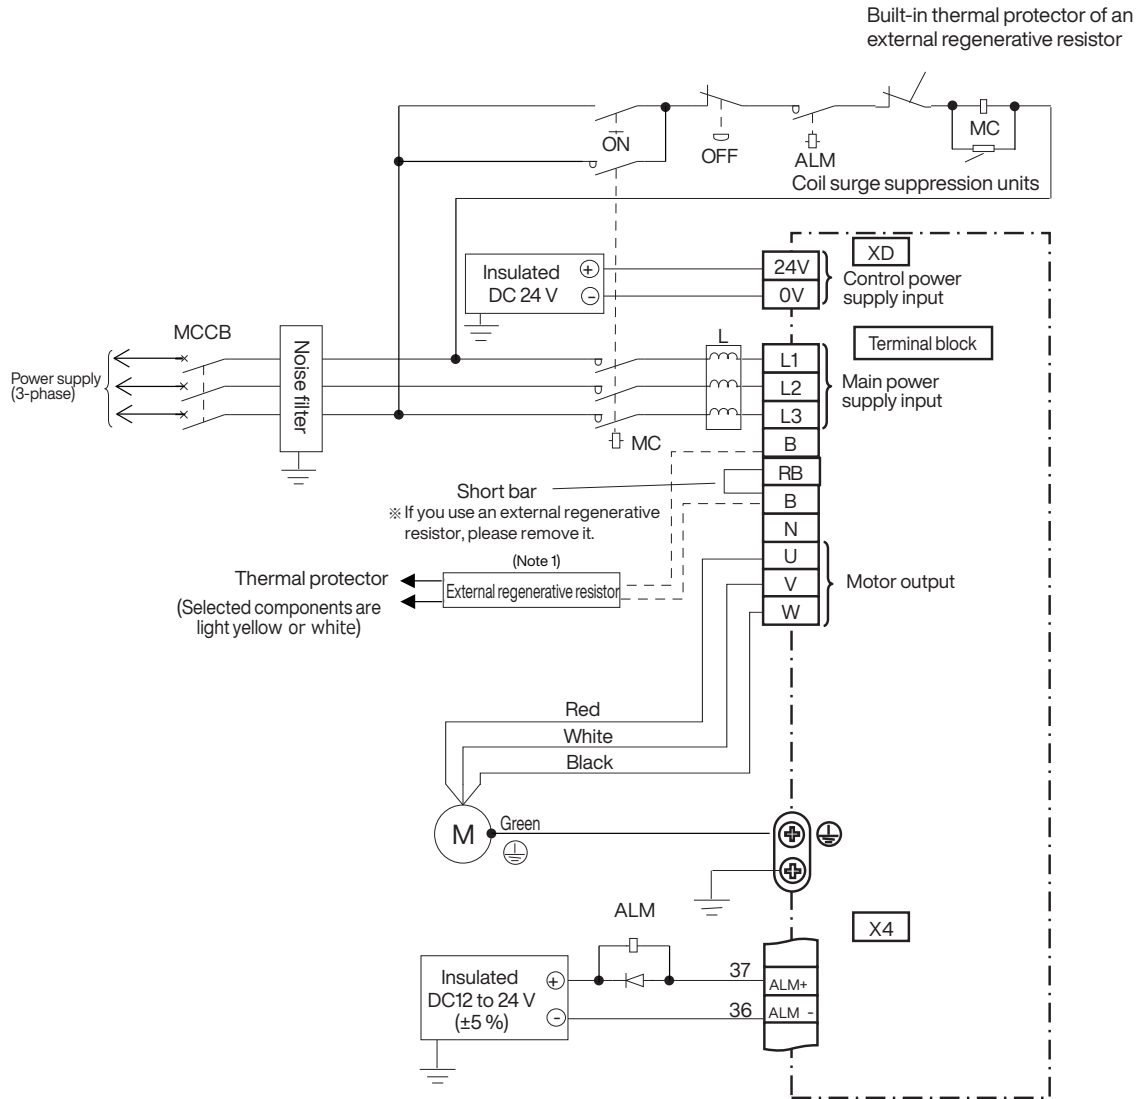 Built-in thermal protector of an
external regenerative resistor
MC
ON
OFF
ALM
Coil surge suppression units
XD
24V
0V
Insulated
DC 24 V
+
-
Control power
supply input
MCCB
L
Terminal block
Power supply
(3-phase)
Noise filter
L1
L2
L3
Main power
supply input
MC
B
RB
B
N
U
V
W
Short bar
※ If you use an external regenerative
resistor, please remove it.
(Note 1)
Thermal protector
External regenerative resistor
(Selected components are
light yellow or white)
Motor output
Red
White
Black
M
Green
ALM
X4
Insulated
DC12 to 24 V
(±5 %)
+
-
37
ALM+
36
ALM -